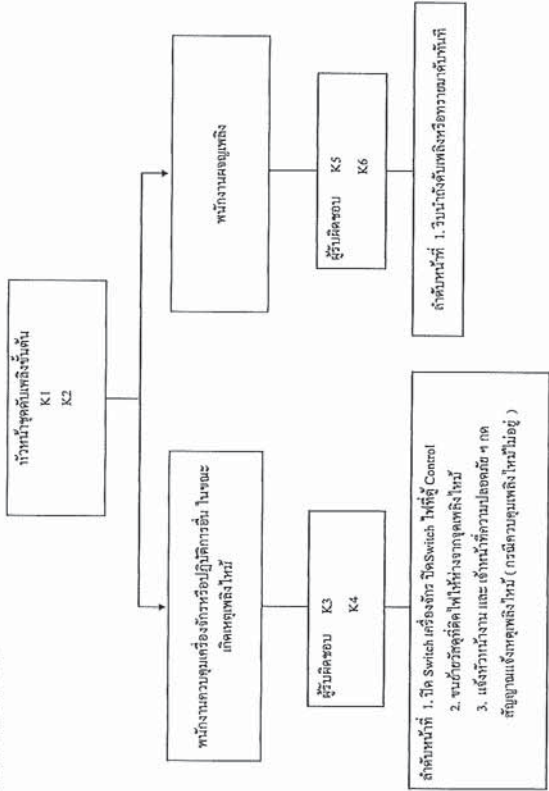 หัวหน้าชุดดับเพลิงขั้นต้น
K1
K2
พนักงานควบคุมเครื่องจักรหรือปฏิบัติการอื่น ในขณะ
เกิดเหตุเพลิงไหม้
ผู้รับผิดชอบ K3
K4
ลำดับหน้าที่ 1. ปิด Switch เครื่องจักร ปิดSwitch ไฟที่ตู้ Control
2. ขนย้ายวัสดุที่ติดไฟให้ห่างจากจุดเพลิงไหม้
3. แจ้งหัวหน้างาน และ เจ้าหน้าที่ความปลอดภัย ฯ กด
สัญญาณแจ้งเหตุเพลิงไหม้ ( กรณีควบคุมเพลิงไหม้ไม่อยู่ )
พนักงานผจญเพลิง
ผู้รับผิดชอบ K5
K6
ลำดับหน้าที่ 1. รีบนำถังดับเพลิงหรือทรายมาดับทันที